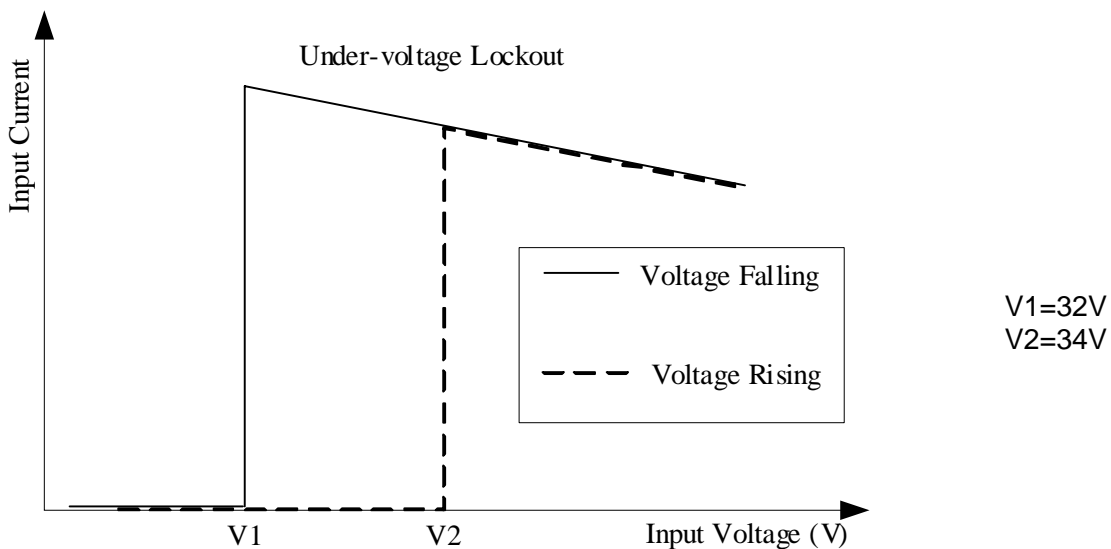 Under-voltage Lockout
Input Current
Voltage Falling
Voltage Rising
V1=32V
V2=34V
V1
V2
Input Voltage (V)